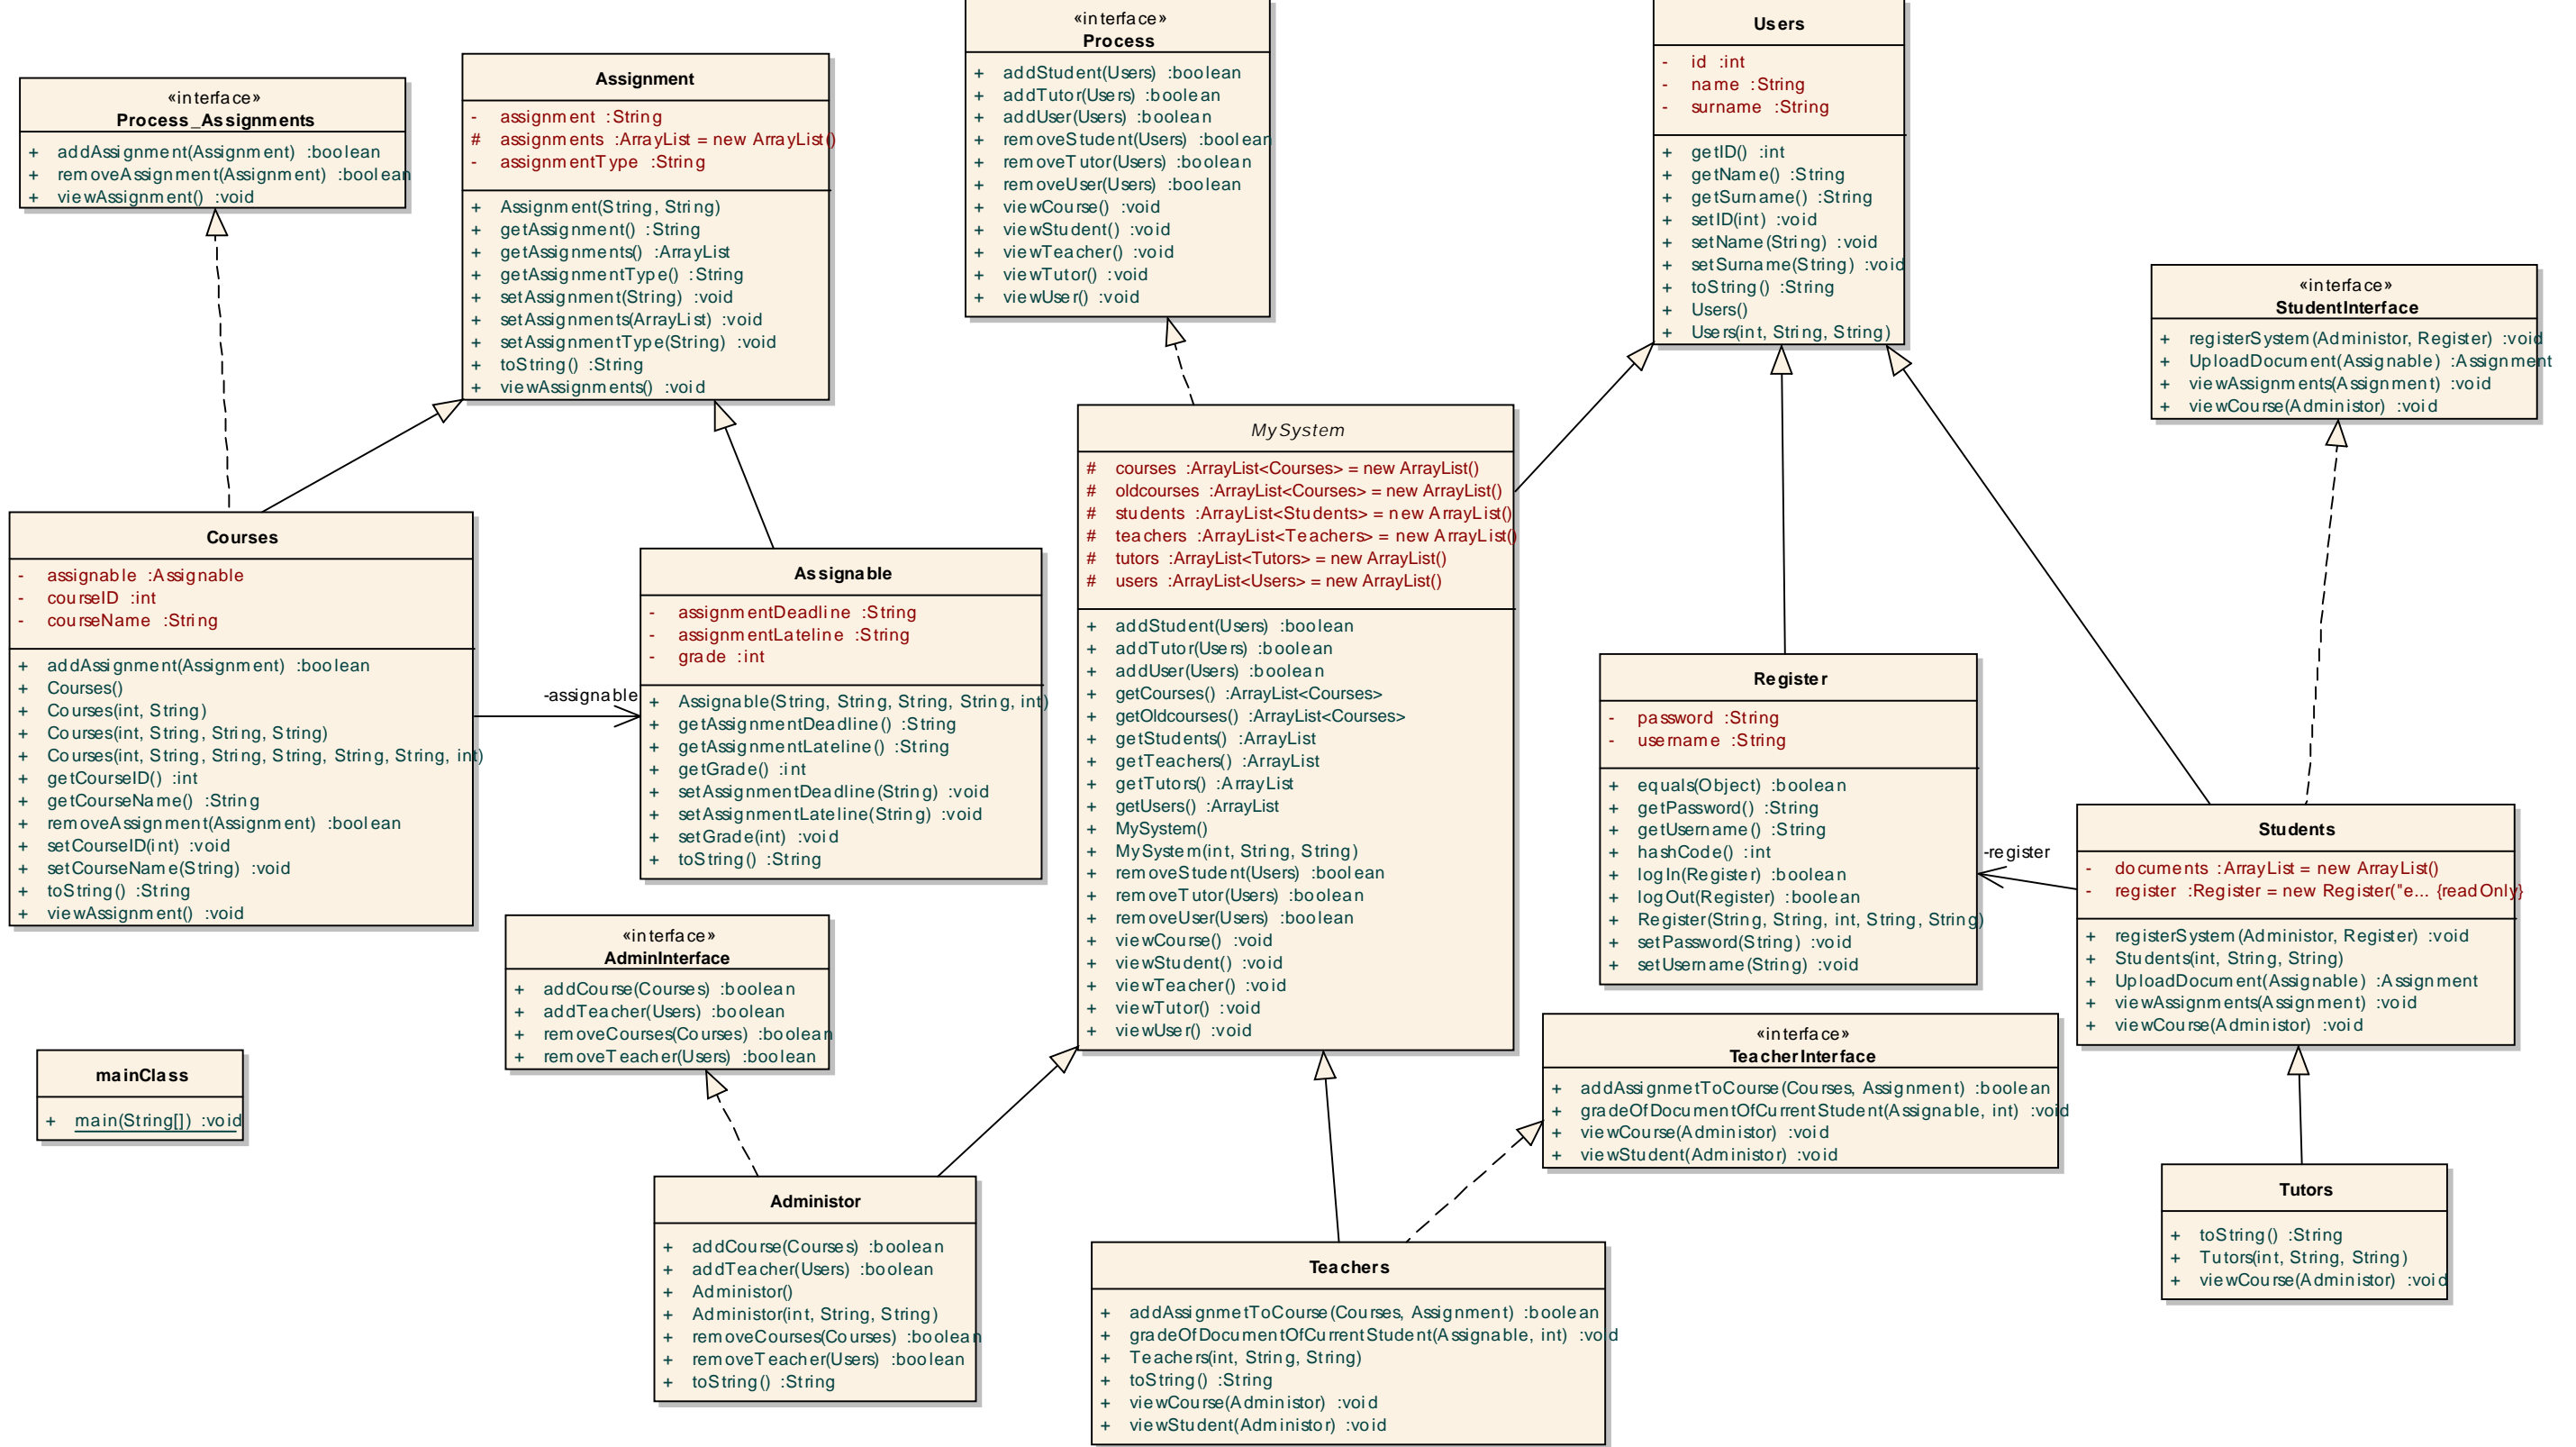 «interface»
Process_Assignments
+ addAssignment(Assignment) :boolean
+ removeAssignment(Assignment) :boolean
+ viewAssignment() :void
Assignment
- assignment :String
# assignments :ArrayList = new ArrayList()
- assignmentType :String
+ Assignment(String, String)
+ getAssignment() :String
+ getAssignments() :ArrayList
+ getAssignmentType() :String
+ setAssignment(String) :void
+ setAssignments(ArrayList) :void
+ setAssignmentType(String) :void
+ toString() :String
+ viewAssignments() :void
«interface»
Process
+ addStudent(Users) :boolean
+ addTutor(Users) :boolean
+ addUser(Users) :boolean
+ removeStudent(Users) :boolean
+ removeTutor(Users) :boolean
+ removeUser(Users) :boolean
+ viewCourse() :void
+ viewStudent() :void
+ viewTeacher() :void
+ viewTutor() :void
+ viewUser() :void
Users
- id :int
- name :String
- surname :String
+ getID() :int
+ getName() :String
+ getSurname() :String
+ setID(int) :void
+ setName(String) :void
+ setSurname(String) :void
+ toString() :String
+ Users()
+ Users(int, String, String)
«interface»
StudentInterface
+ registerSystem(Administor, Register) :void
+ UploadDocument(Assignable) :Assignment
+ viewAssignments(Assignment) :void
+ viewCourse(Administor) :void
Courses
- assignable :Assignable
- courseID :int
- courseName :String
+ addAssignment(Assignment) :boolean
+ Courses()
+ Courses(int, String)
+ Courses(int, String, String, String)
+ Courses(int, String, String, String, String, String, int)
+ getCourseID() :int
+ getCourseName() :String
+ removeAssignment(Assignment) :boolean
+ setCourseID(int) :void
+ setCourseName(String) :void
+ toString() :String
+ viewAssignment() :void
-assignable
Assignable
- assignmentDeadline :String
- assignmentLateline :String
- grade :int
+ Assignable(String, String, String, String, int)
+ getAssignmentDeadline() :String
+ getAssignmentLateline() :String
+ getGrade() :int
+ setAssignmentDeadline(String) :void
+ setAssignmentLateline(String) :void
+ setGrade(int) :void
+ toString() :String
MySystem
# courses :ArrayList<Courses> = new ArrayList()
# oldcourses :ArrayList<Courses> = new ArrayList()
# students :ArrayList<Students> = new ArrayList()
# teachers :ArrayList<Teachers> = new ArrayList()
# tutors :ArrayList<Tutors> = new ArrayList()
# users :ArrayList<Users> = new ArrayList()
+ addStudent(Users) :boolean
+ addTutor(Users) :boolean
+ addUser(Users) :boolean
+ getCourses() :ArrayList<Courses>
+ getOldcourses() :ArrayList<Courses>
+ getStudents() :ArrayList
+ getTeachers() :ArrayList
+ getTutors() :ArrayList
+ getUsers() :ArrayList
+ MySystem()
+ MySystem(int, String, String)
+ removeStudent(Users) :boolean
+ removeTutor(Users) :boolean
+ removeUser(Users) :boolean
+ viewCourse() :void
+ viewStudent() :void
+ viewTeacher() :void
+ viewTutor() :void
+ viewUser() :void
Register
- password :String
- username :String
+ equals(Object) :boolean
+ getPassword() :String
+ getUsername() :String
+ hashCode() :int
+ logIn(Register) :boolean
+ logOut(Register) :boolean
+ Register(String, String, int, String, String)
+ setPassword(String) :void
+ setUsername(String) :void
-register
Students
- documents :ArrayList = new ArrayList()
- register :Register = new Register("e... {readOnly}
+ registerSystem(Administor, Register) :void
+ Students(int, String, String)
+ UploadDocument(Assignable) :Assignment
+ viewAssignments(Assignment) :void
+ viewCourse(Administor) :void
«interface»
AdminInterface
+ addCourse(Courses) :boolean
+ addTeacher(Users) :boolean
+ removeCourses(Courses) :boolean
+ removeTeacher(Users) :boolean
«interface»
TeacherInterface
+ addAssignmetToCourse(Courses, Assignment) :boolean
+ gradeOfDocumentOfCurrentStudent(Assignable, int) :void
+ viewCourse(Administor) :void
+ viewStudent(Administor) :void
mainClass
+ main(String[]) :void
Administor
+ addCourse(Courses) :boolean
+ addTeacher(Users) :boolean
+ Administor()
+ Administor(int, String, String)
+ removeCourses(Courses) :boolean
+ removeTeacher(Users) :boolean
+ toString() :String
Teachers
+ addAssignmetToCourse(Courses, Assignment) :boolean
+ gradeOfDocumentOfCurrentStudent(Assignable, int) :void
+ Teachers(int, String, String)
+ toString() :String
+ viewCourse(Administor) :void
+ viewStudent(Administor) :void
Tutors
+ toString() :String
+ Tutors(int, String, String)
+ viewCourse(Administor) :void